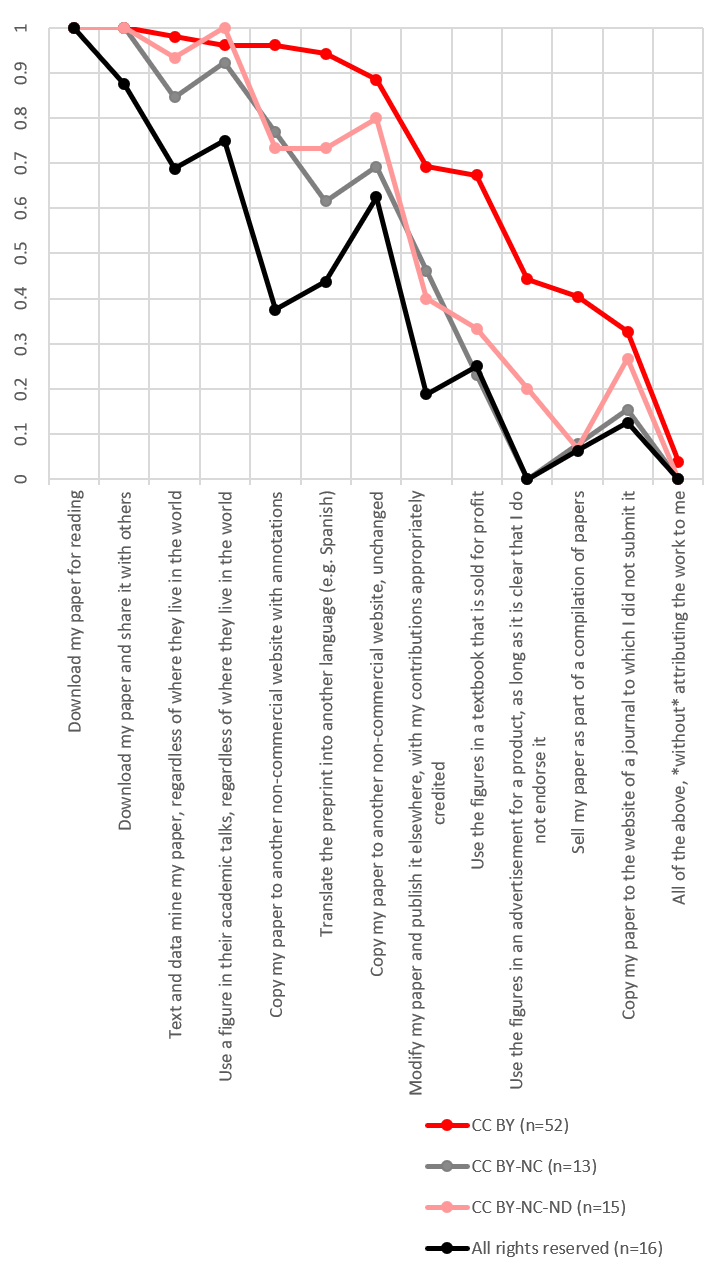 1
0.9
0.8
0.7
0.6
0.5
0.4
0.3
0.2
0.1
0
Download my paper for reading
Download my paper and share it with others
Text and data mine my paper, regardless of where they live in the world
Use a figure in their academic talks, regardless of where they live in the world
Copy my paper to another non-commercial website with annotations
Translate the preprint into another language (e.g. Spanish)
Copy my paper to another non-commercial website, unchanged
Modify my paper and publish it elsewhere, with my contributions appropriately
credited
Use the figures in a textbook that is sold for profit
Use the figures in an advertisement for a product, as long as it is clear that I do
not endorse it
Sell my paper as part of a compilation of papers
Copy my paper to the website of a journal to which I did not submit it
All of the above, *without* attributing the work to me
CC BY (n=52)
CC BY-NC (n=13)
CC BY-NC-ND (n=15)
All rights reserved (n=16)